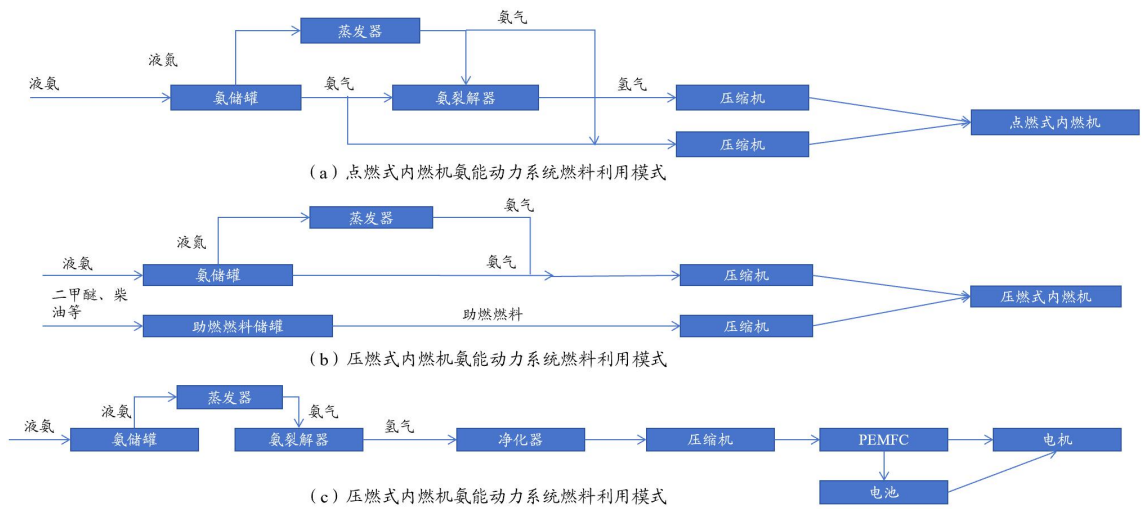 氨气
蒸发器
液氮
液氨
氨储罐
氨气
氨裂解器
氢气
压缩机
点燃式内燃机
压缩机
（a）点燃式内燃机氨能动力系统燃料利用模式
蒸发器
氨气
液氮
液氨
氨储罐
氨气
压缩机
二甲醚、柴
油等
压燃式内燃机
助燃燃料储罐
助燃燃料
压缩机
（b）压燃式内燃机氨能动力系统燃料利用模式
蒸发器
液氨
液氨
氨气
氨储罐
氨裂解器
氢气
净化器
压缩机
PEMFC
电机
电池
（c）压燃式内燃机氨能动力系统燃料利用模式